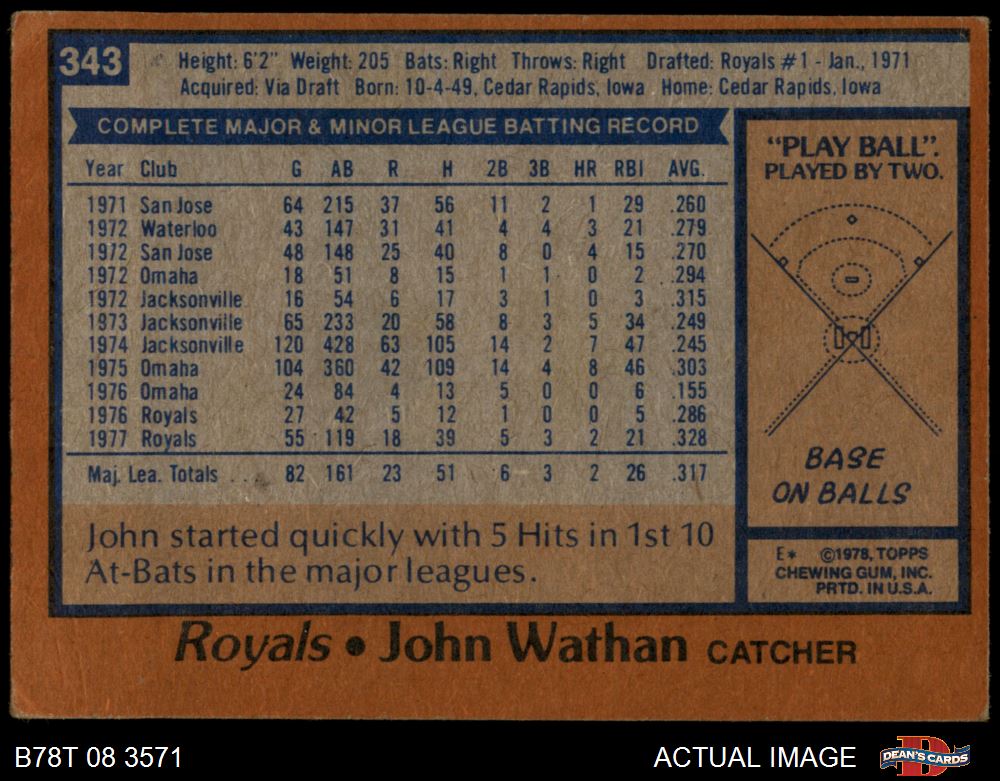 343
Height: 6'2" Weight: 205 Bats: Right Throws: Right Drafted: Royals #1 - Jan., 1971
Acquired: Via Draft Born: 10-4-49, Cedar Rapids, Iowa Home: Cedar Rapids, Iowa
COMPLETE MAJOR & MINOR LEAGUE BATTING RECORD
Year Club G AB R H 2B 3B HR RBI AVG.
1971 San Jose 64 215 37 56 11 2 1 29 .260
1972 Waterloo 43 147 31 41 4 4 3 21 .279
1972 San Jose 48 148 25 40 8 0 4 15 .270
1972 Omaha 18 51 8 15 1 1 0 2 .294
1972 Jacksonville 16 54 6 17 3 1 0 3 .315
1973 Jacksonville 65 233 20 58 8 3 5 34 .249
1974 Jacksonville 120 428 63 105 14 2 7 47 .245
1975 Omaha 104 360 42 109 14 4 8 46 .303
1976 Omaha 24 84 4 13 5 0 0 6 .155
1976 Royals 27 42 5 12 1 0 0 5 .286
1977 Royals 55 119 18 39 5 3 2 21 .328
Maj. Lea. Totals . . . 82 161 23 51 6 3 2 26 .317
John started quickly with 5 Hits in 1st 10
At-Bats in the major leagues.
"PLAY BALL".
PLAYED BY TWO.
BASE
ON BALLS
E* ©1978, TOPPS
CHEWING GUM, INC.
PRTD. IN U.S.A.
Royals • John Wathan CATCHER
B78T 08 3571
ACTUAL IMAGE
DEAN'S CARDS